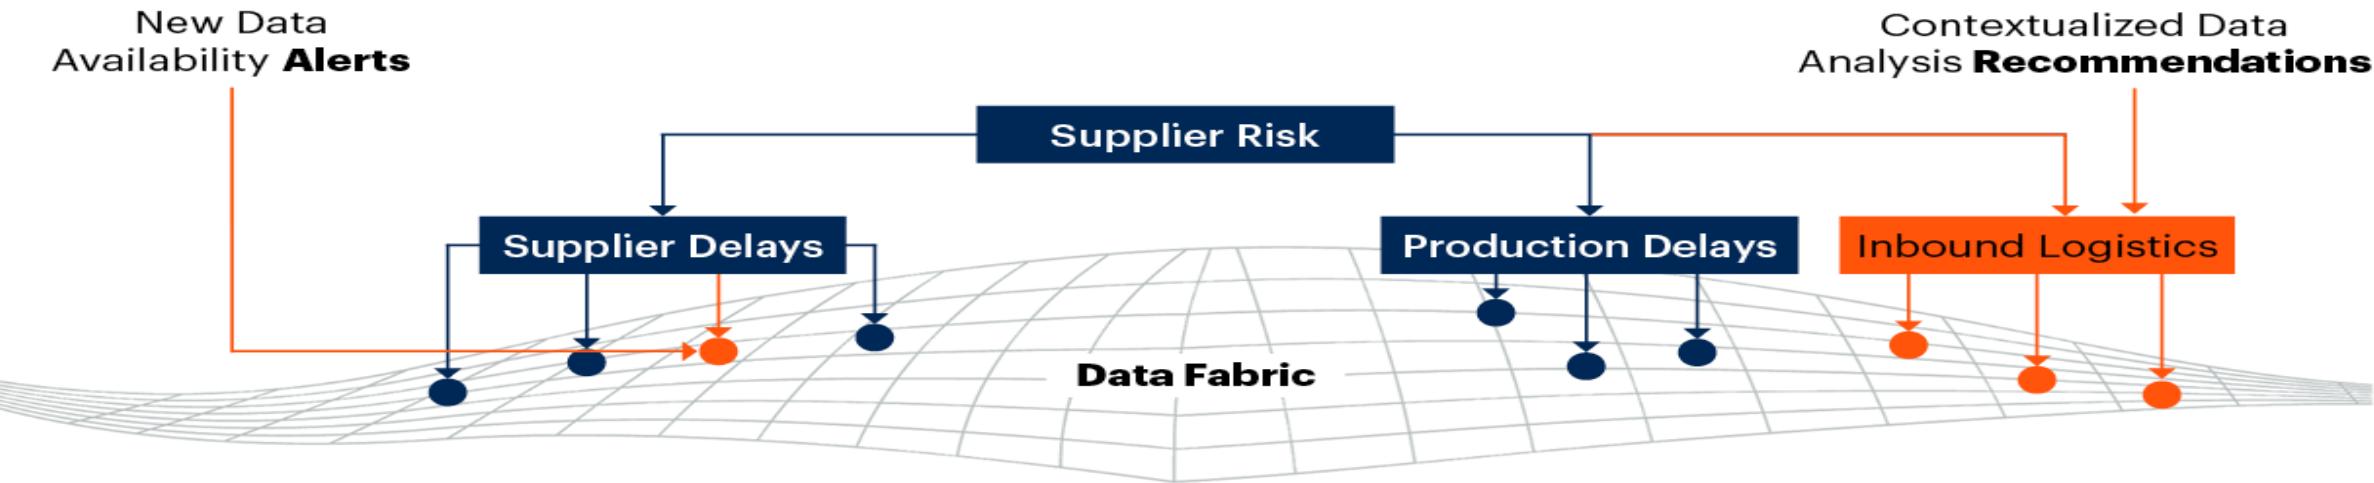 New Data
Availability Alerts
Contextualized Data
Analysis Recommendations
Supplier Risk
Supplier Delays
Production Delays
Inbound Logistics
Data Fabric